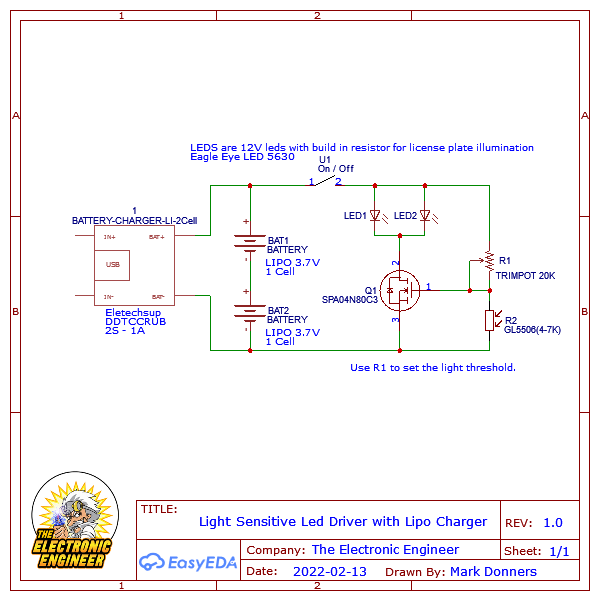 1
2
A
A
LEDS are 12V leds with build in resistor for license plate illumination
Eagle Eye LED 5630
U1
On / Off
1 2
1
BATTERY-CHARGER-LI-2Cell
IN+ BAT+
USB
IN- BAT-
Eletechsup
DDTCCRUB
2S - 1A
+
BAT1
BATTERY
LIPO 3.7V
1 Cell
-
+
BAT2
BATTERY
LIPO 3.7V
1 Cell
-
LED1
LED2
2
Q1
SPA04N80C3
1
3
R1
TRIMPOT 20K
R2
GL5506(4-7K)
B
B
Use R1 to set the light threshold.
THE
ELECTRONIC
ENGINEER
TITLE:
Light Sensitive Led Driver with Lipo Charger
REV: 1.0
EasyEDA
Company: The Electronic Engineer
Sheet: 1/1
Date: 2022-02-13 Drawn By: Mark Donners
1
2